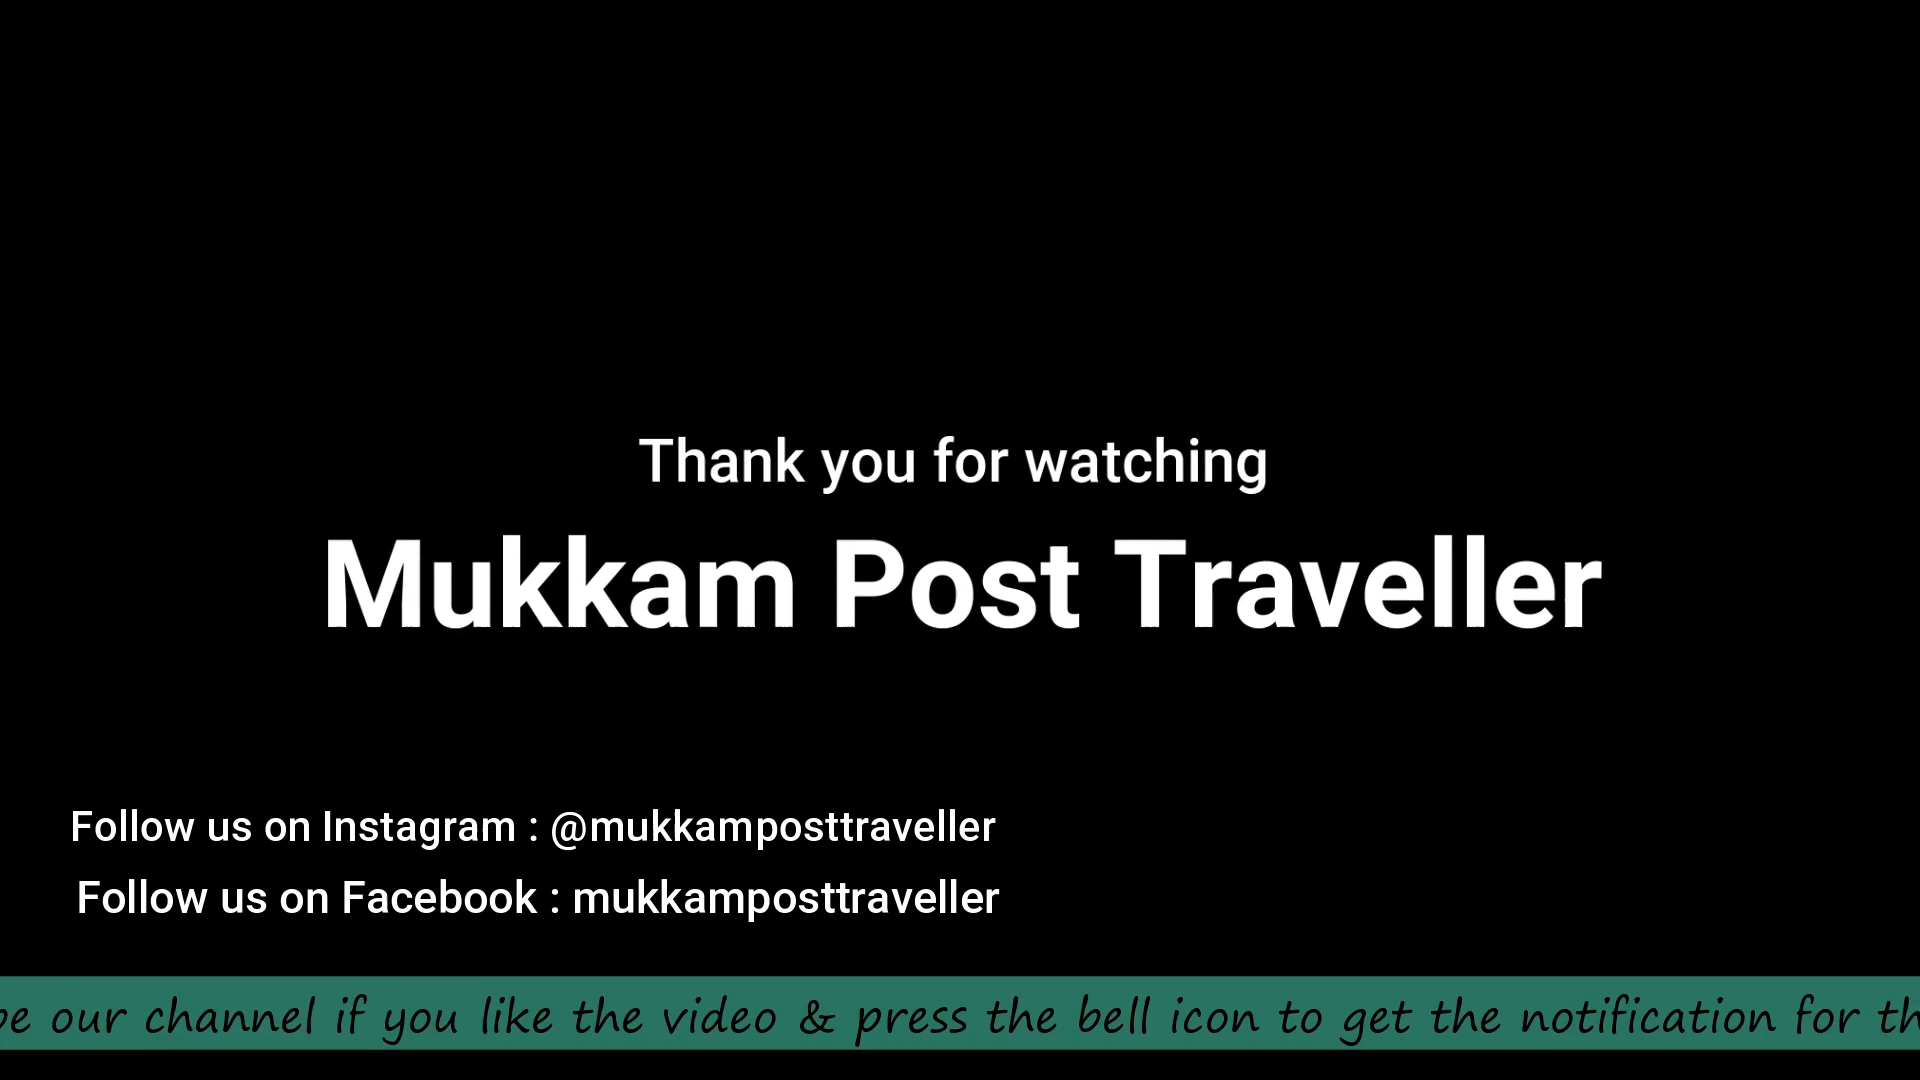 Thank you for watching
Mukkam Post Traveller
Follow us on Instagram : @mukkamposttraveller
Follow us on Facebook : mukkamposttraveller
our channel if you like the video & press the bell icon to get the notification for